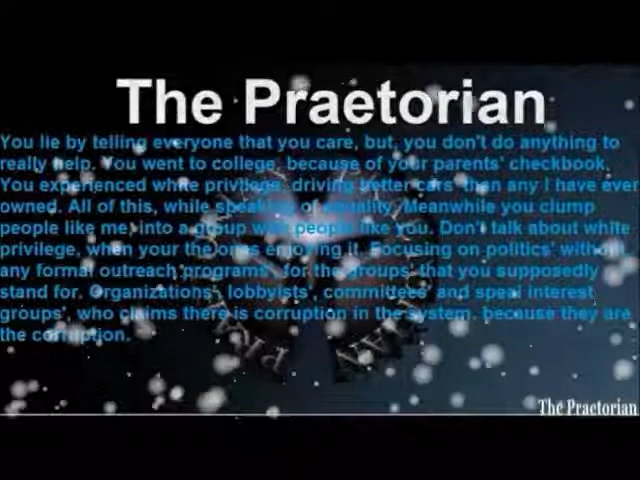 The Praetorian
You lie by telling everyone that you care, but, you don't do anything to
really help. You went to college, because of your parents' checkbook.
You experienced white privilege, driving better cars than any I have ever
owned. All of this, while speaking of equality. Meanwhile you clump
people like me, into a group with people like you. Don't talk about white
privilege, when your the ones enjoying it. Focusing on politics' without
any formal outreach programs', for the groups' that you supposedly
stand for. Organizations', lobbyists', committees' and speal interest
groups', who claims there is corruption in the system, because they are
the corruption.
The Praetorian